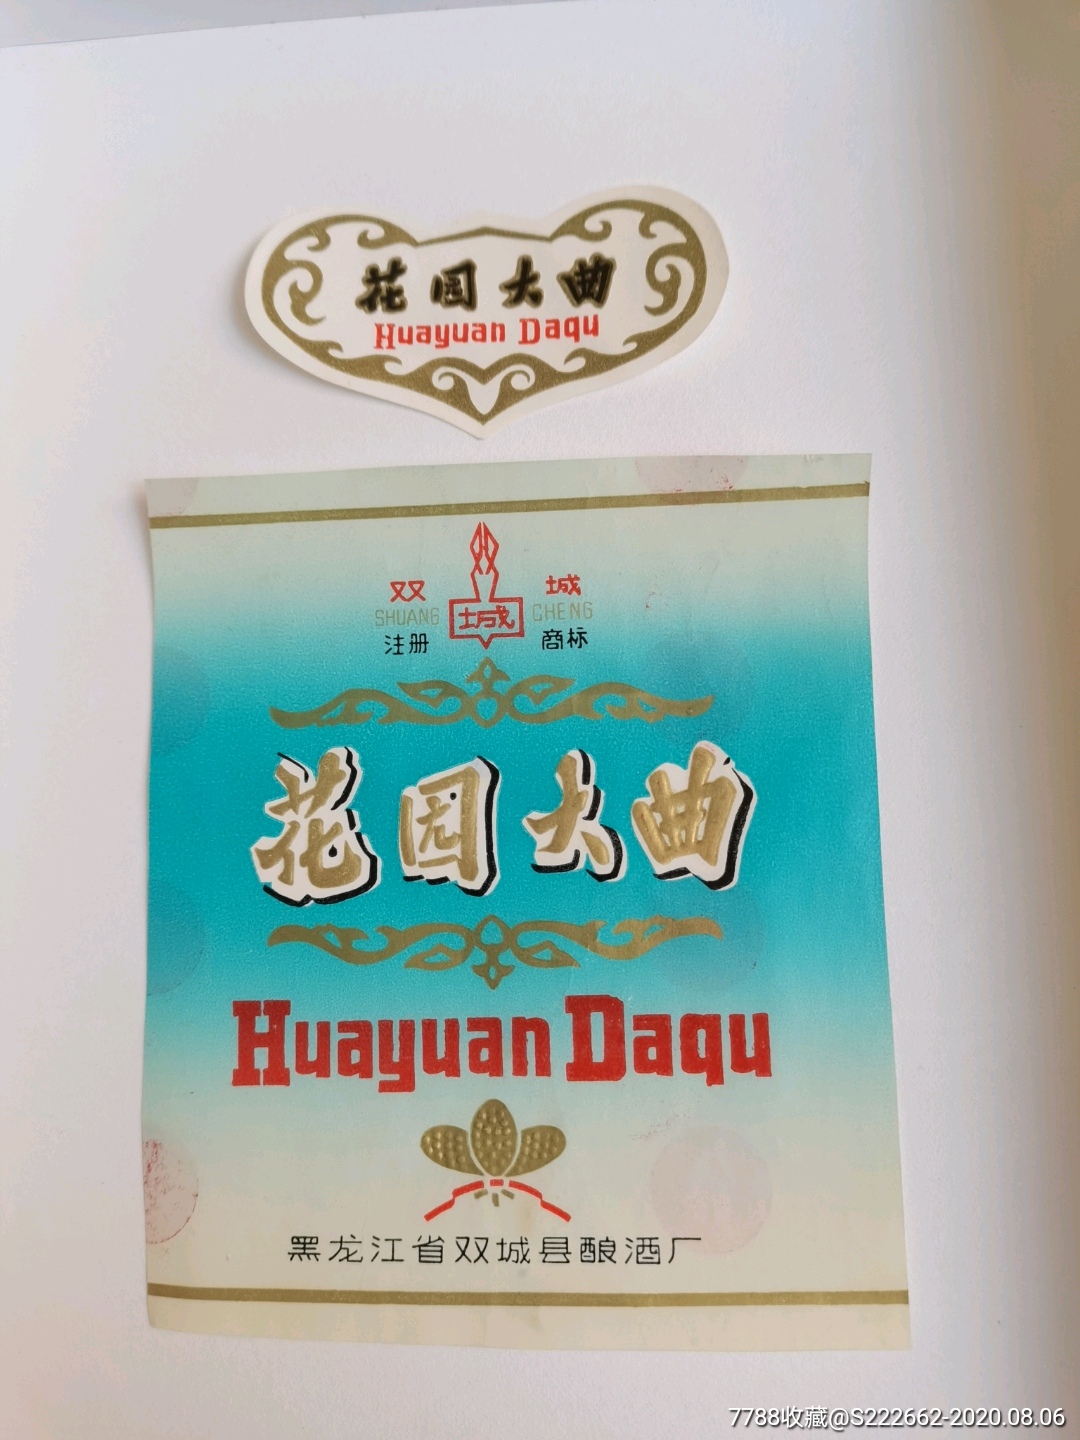 花园大曲
Huayuan Daqu
双 城
SHUANG 城 CHENG
注册 商标
花园大曲
Huayuan Daqu
黑龙江省双城县酿酒厂
7788收藏@S222662-2020.08.06